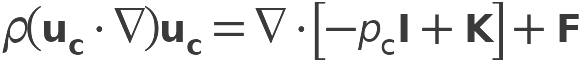 ρ(u_c · ∇)u_c = ∇ · [−p_c I + K] + F